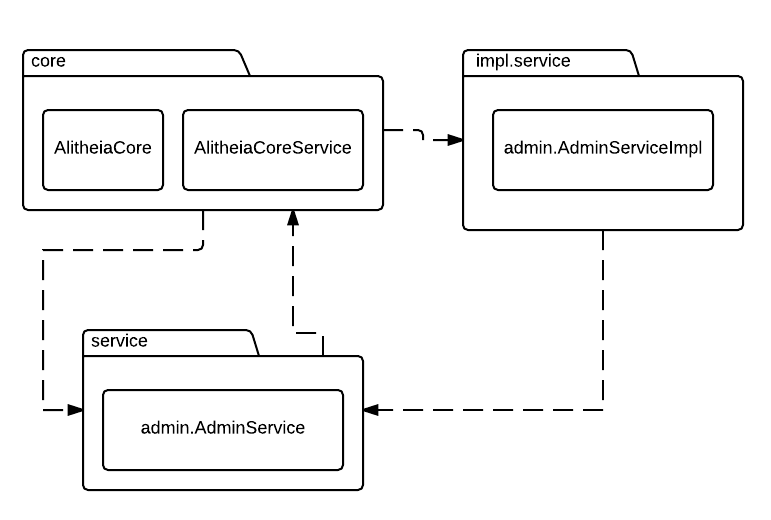 core
impl.service
AlitheiaCore
AlitheiaCoreService
admin.AdminServiceImpl
service
admin.AdminService